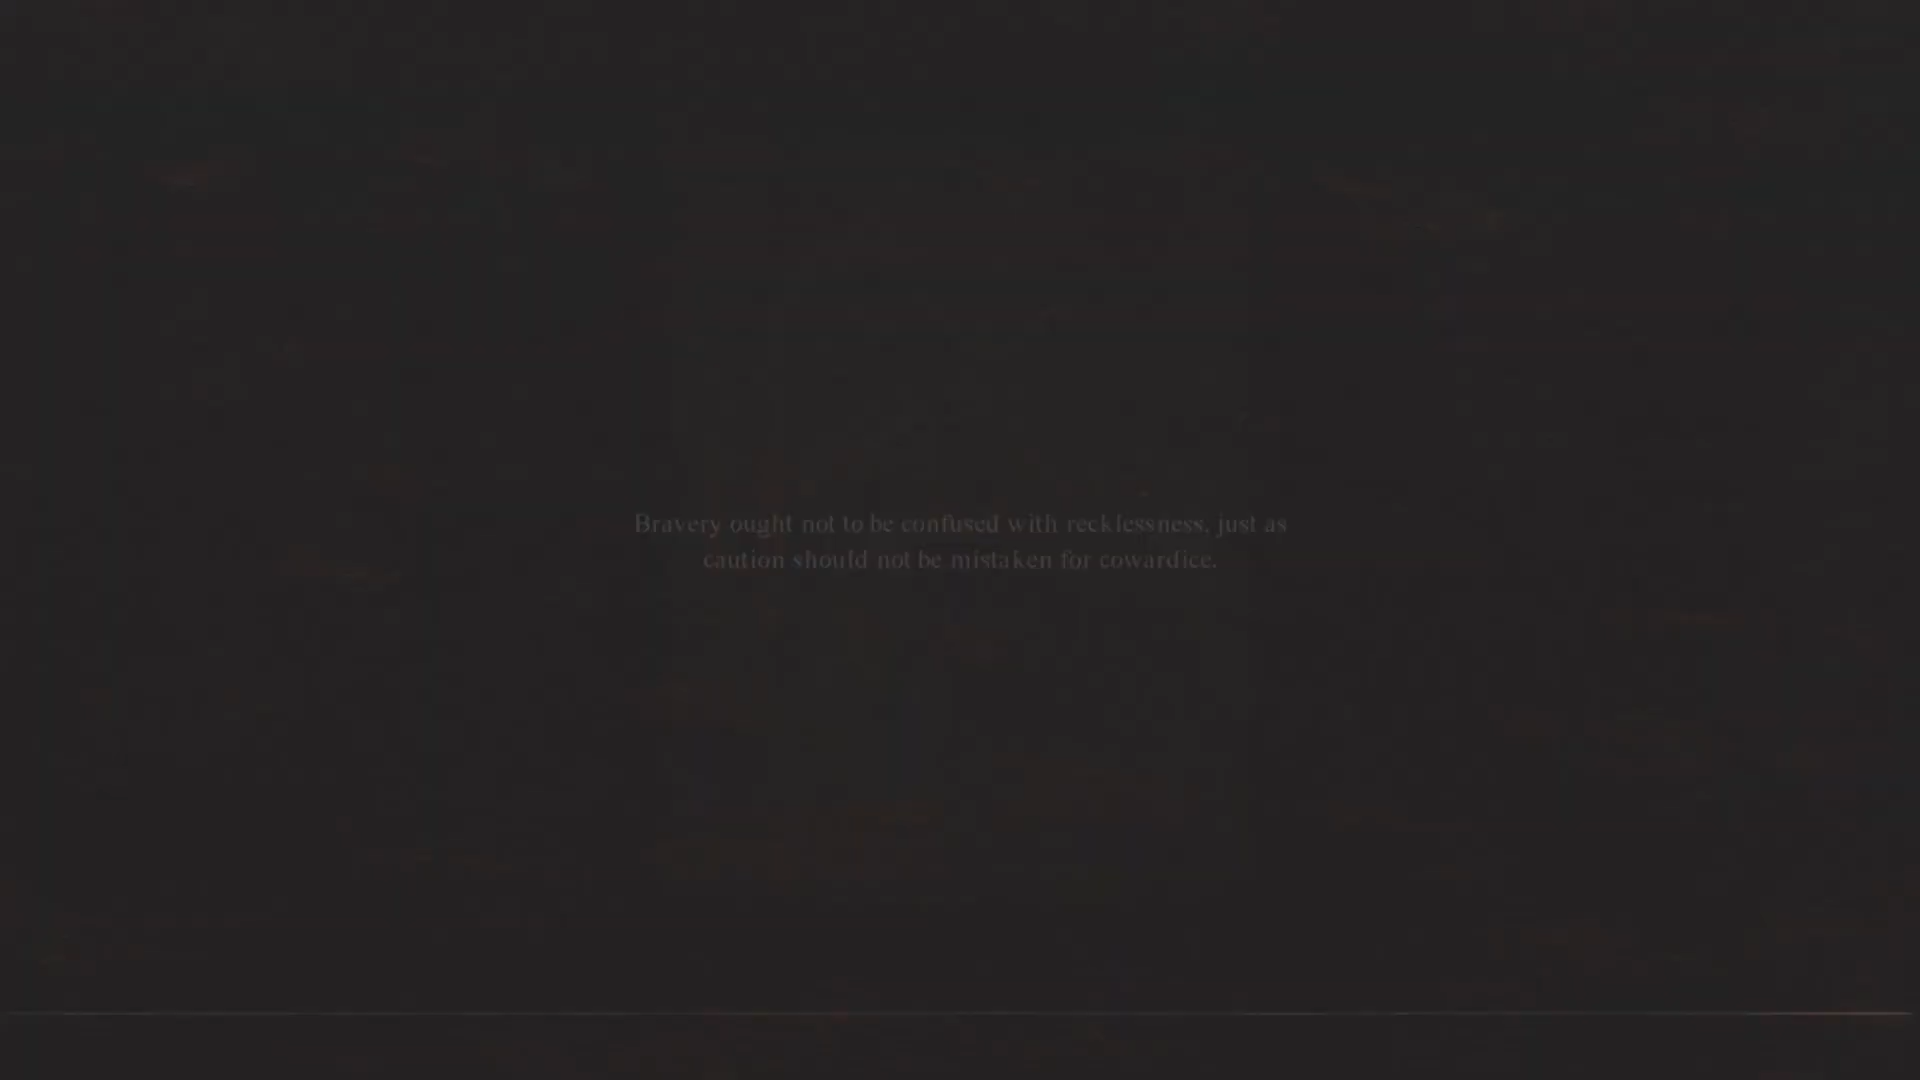 Bravery ought not to be confused with recklessness, just as
caution should not be mistaken for cowardice.